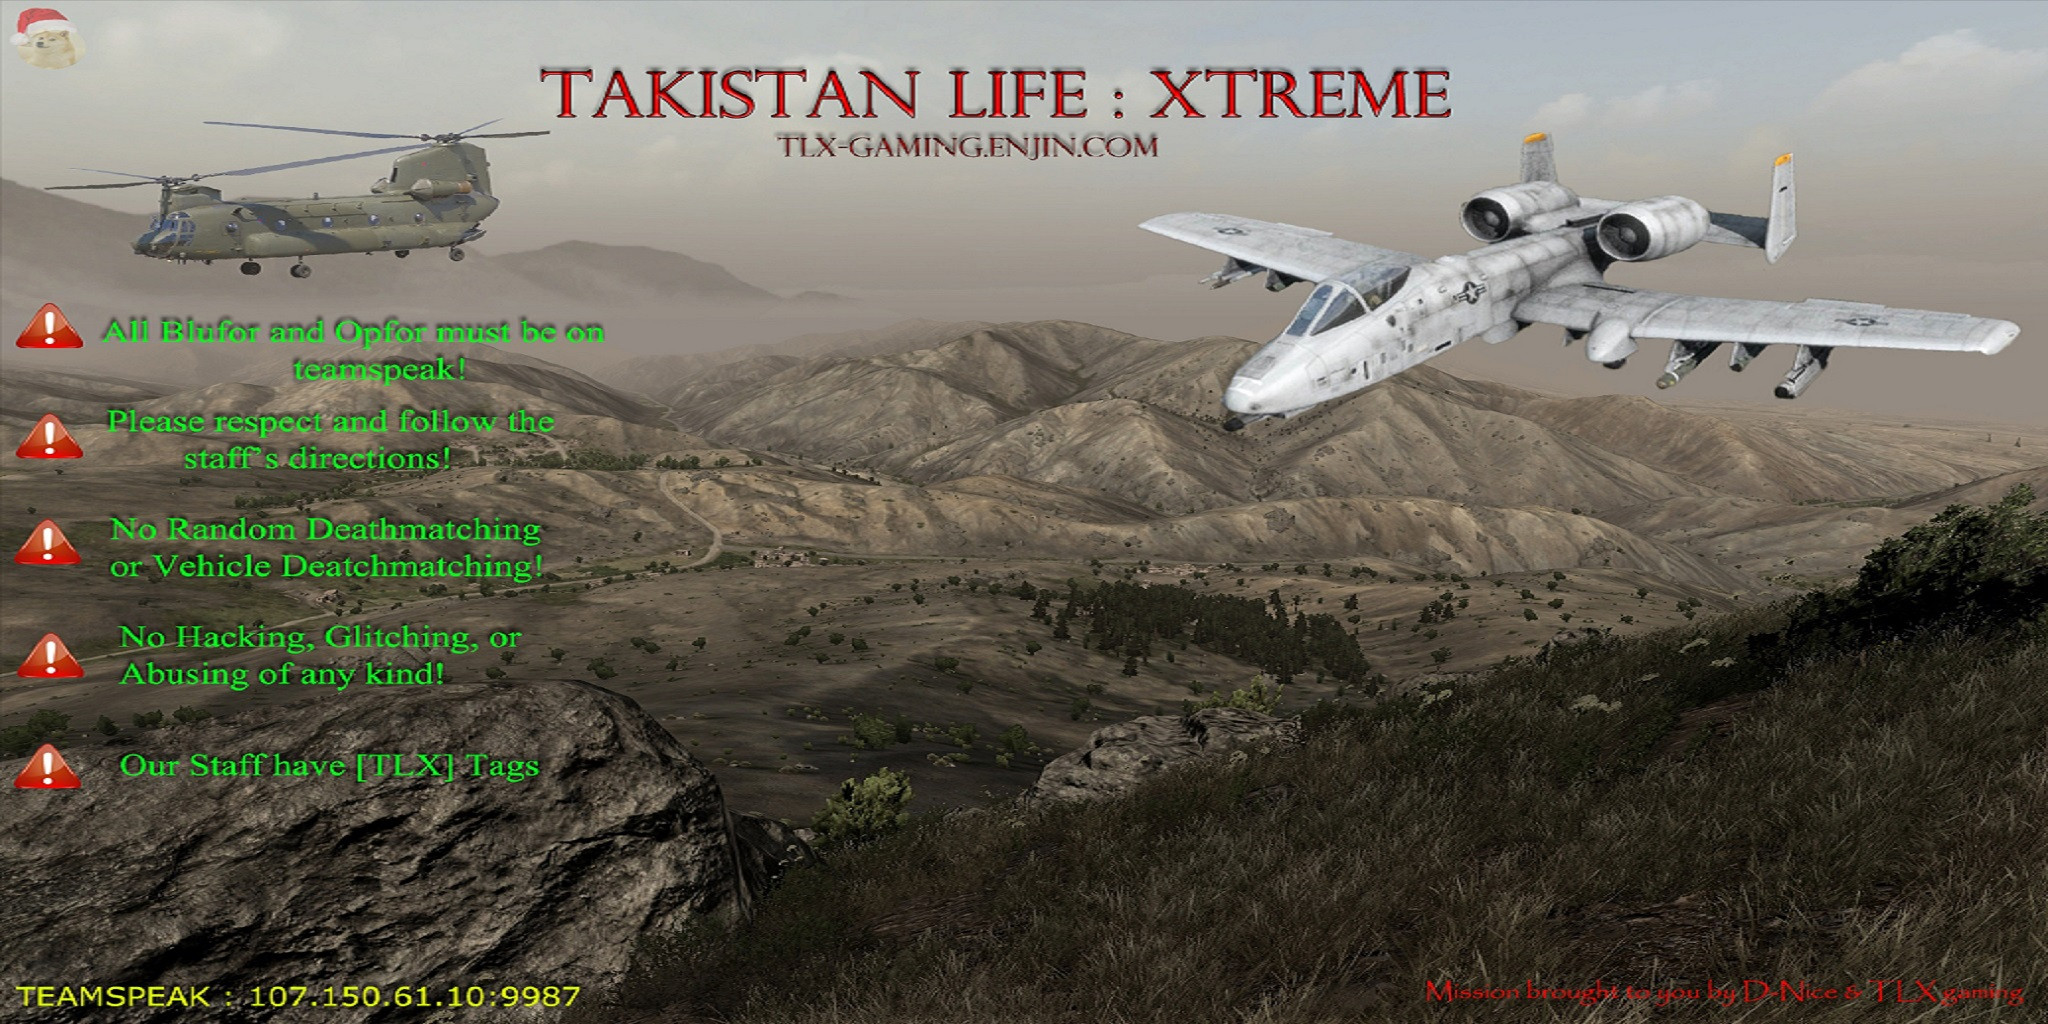 TAKISTAN LIFE : XTREME
TLX-GAMING.ENJIN.COM
All Blufor and Opfor must be on
teamspeak!
Please respect and follow the
staff's directions!
No Random Deathmatching
or Vehicle Deatchmatching!
No Hacking, Glitching, or
Abusing of any kind!
Our Staff have [TLX] Tags
TEAMSPEAK : 107.150.61.10:9987
Mission brought to you by D-Nice & TLX gaming